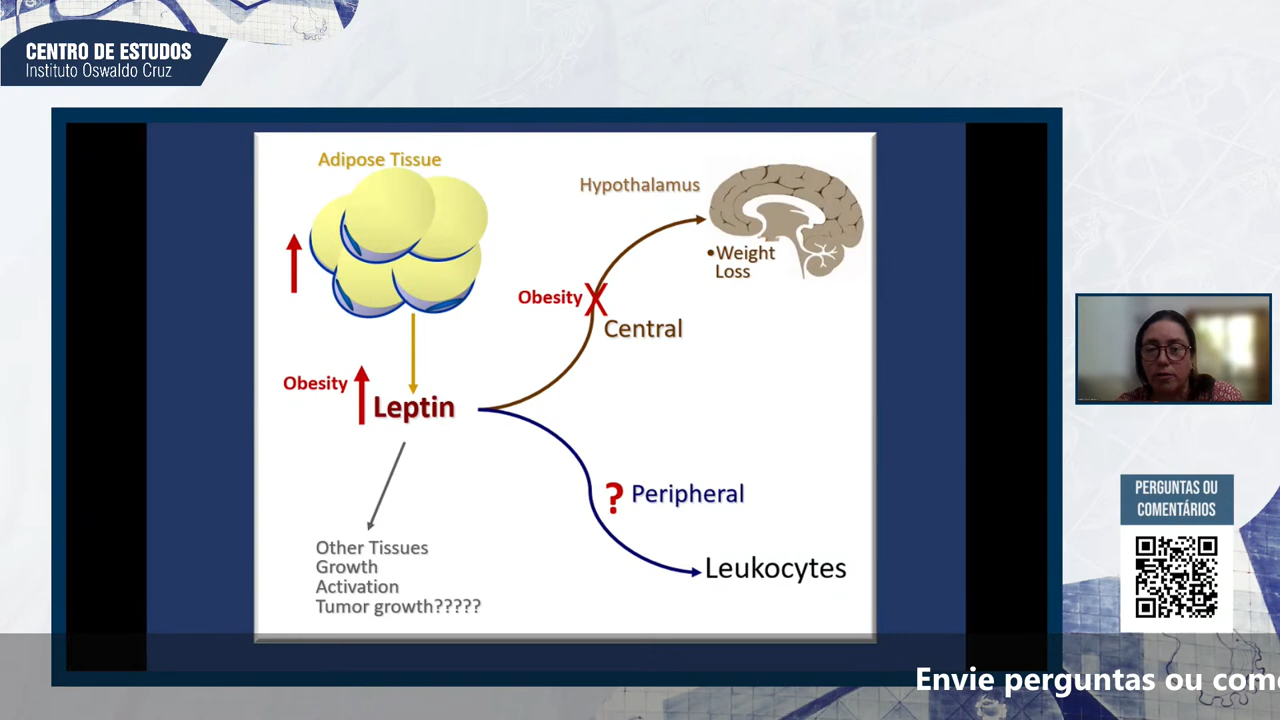 CENTRO DE ESTUDOS
Instituto Oswaldo Cruz
Adipose Tissue
Hypothalamus
•Weight
Loss
Obesity X
Central
Obesity
Leptin
? Peripheral
Leukocytes
Other Tissues
Growth
Activation
Tumor growth?????
PERGUNTAS OU
COMENTÁRIOS
Envie perguntas ou com